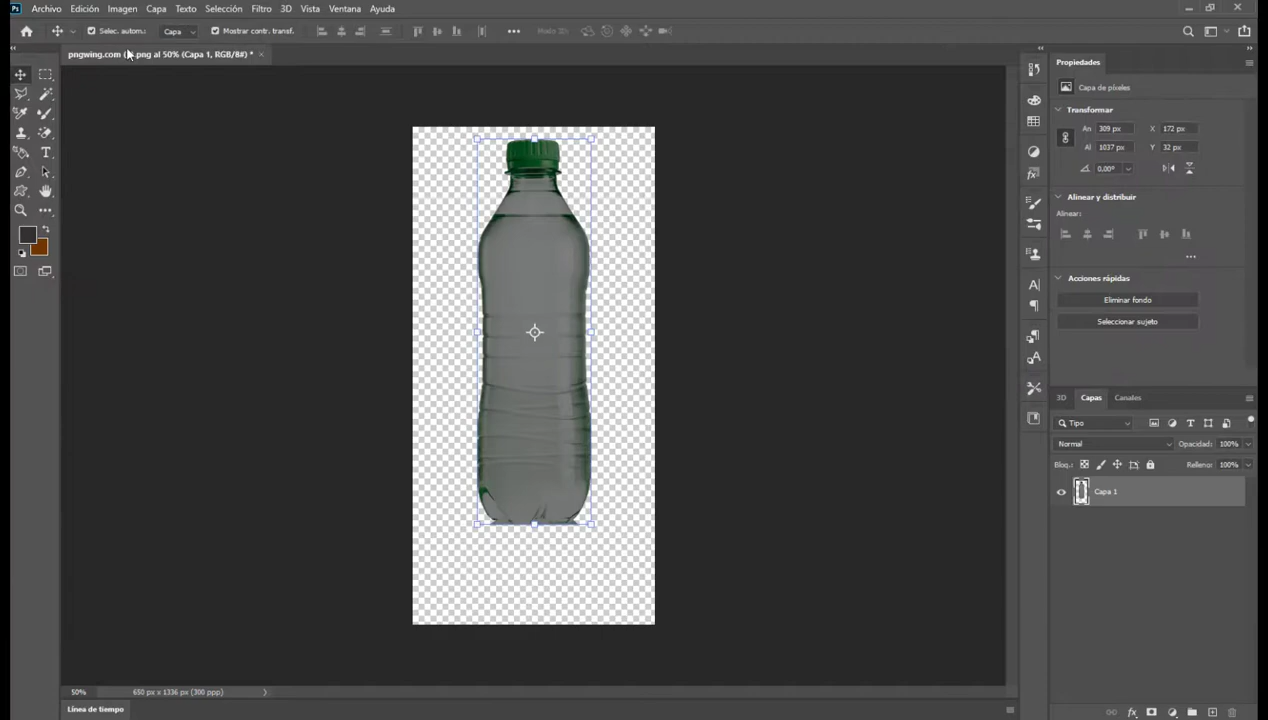 Ps Archivo Edición Imagen Capa Texto Selección Filtro 3D Vista Ventana Ayuda
Selec. autom.: Capa Mostrar contr. transf.
pngwing.com .png al 50% (Capa 1, RGB/8#) * ×
Propiedades
Capa de píxeles
Transformar
An 309 px X 172 px
Al 1037 px Y 32 px
0,00°
Alinear y distribuir
Alinear:
Acciones rápidas
Eliminar fondo
Seleccionar sujeto
3D Capas Canales
Tipo
Normal Opacidad: 100%
Bloq.: Relleno: 100%
Capa 1
50% 650 px x 1336 px (300 ppp)
Línea de tiempo